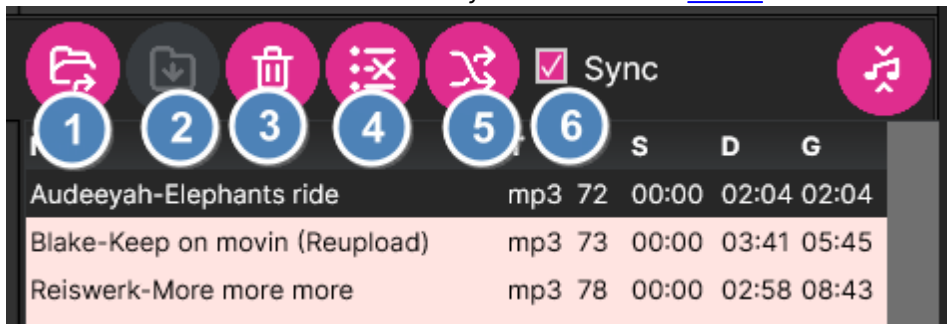 Sync
1 2 3 4 5 6
S D G
Audeeyah-Elephants ride mp3 72 00:00 02:04 02:04
Blake-Keep on movin (Reupload) mp3 73 00:00 03:41 05:45
Reiswerk-More more more mp3 78 00:00 02:58 08:43